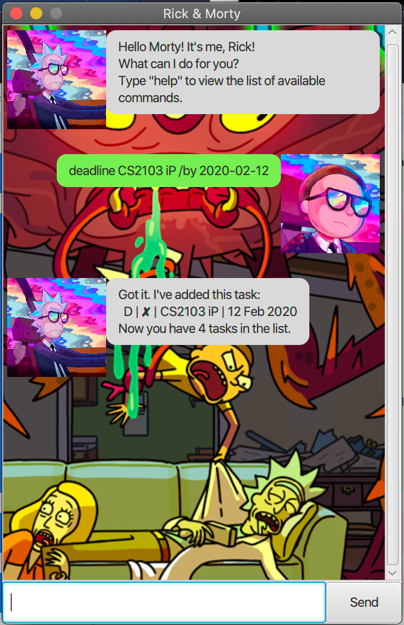 Rick & Morty
Hello Morty! It's me, Rick!
What can I do for you?
Type "help" to view the list of available
commands.
deadline CS2103 iP /by 2020-02-12
Got it. I've added this task:
D | ✘ | CS2103 iP | 12 Feb 2020
Now you have 4 tasks in the list.
Send